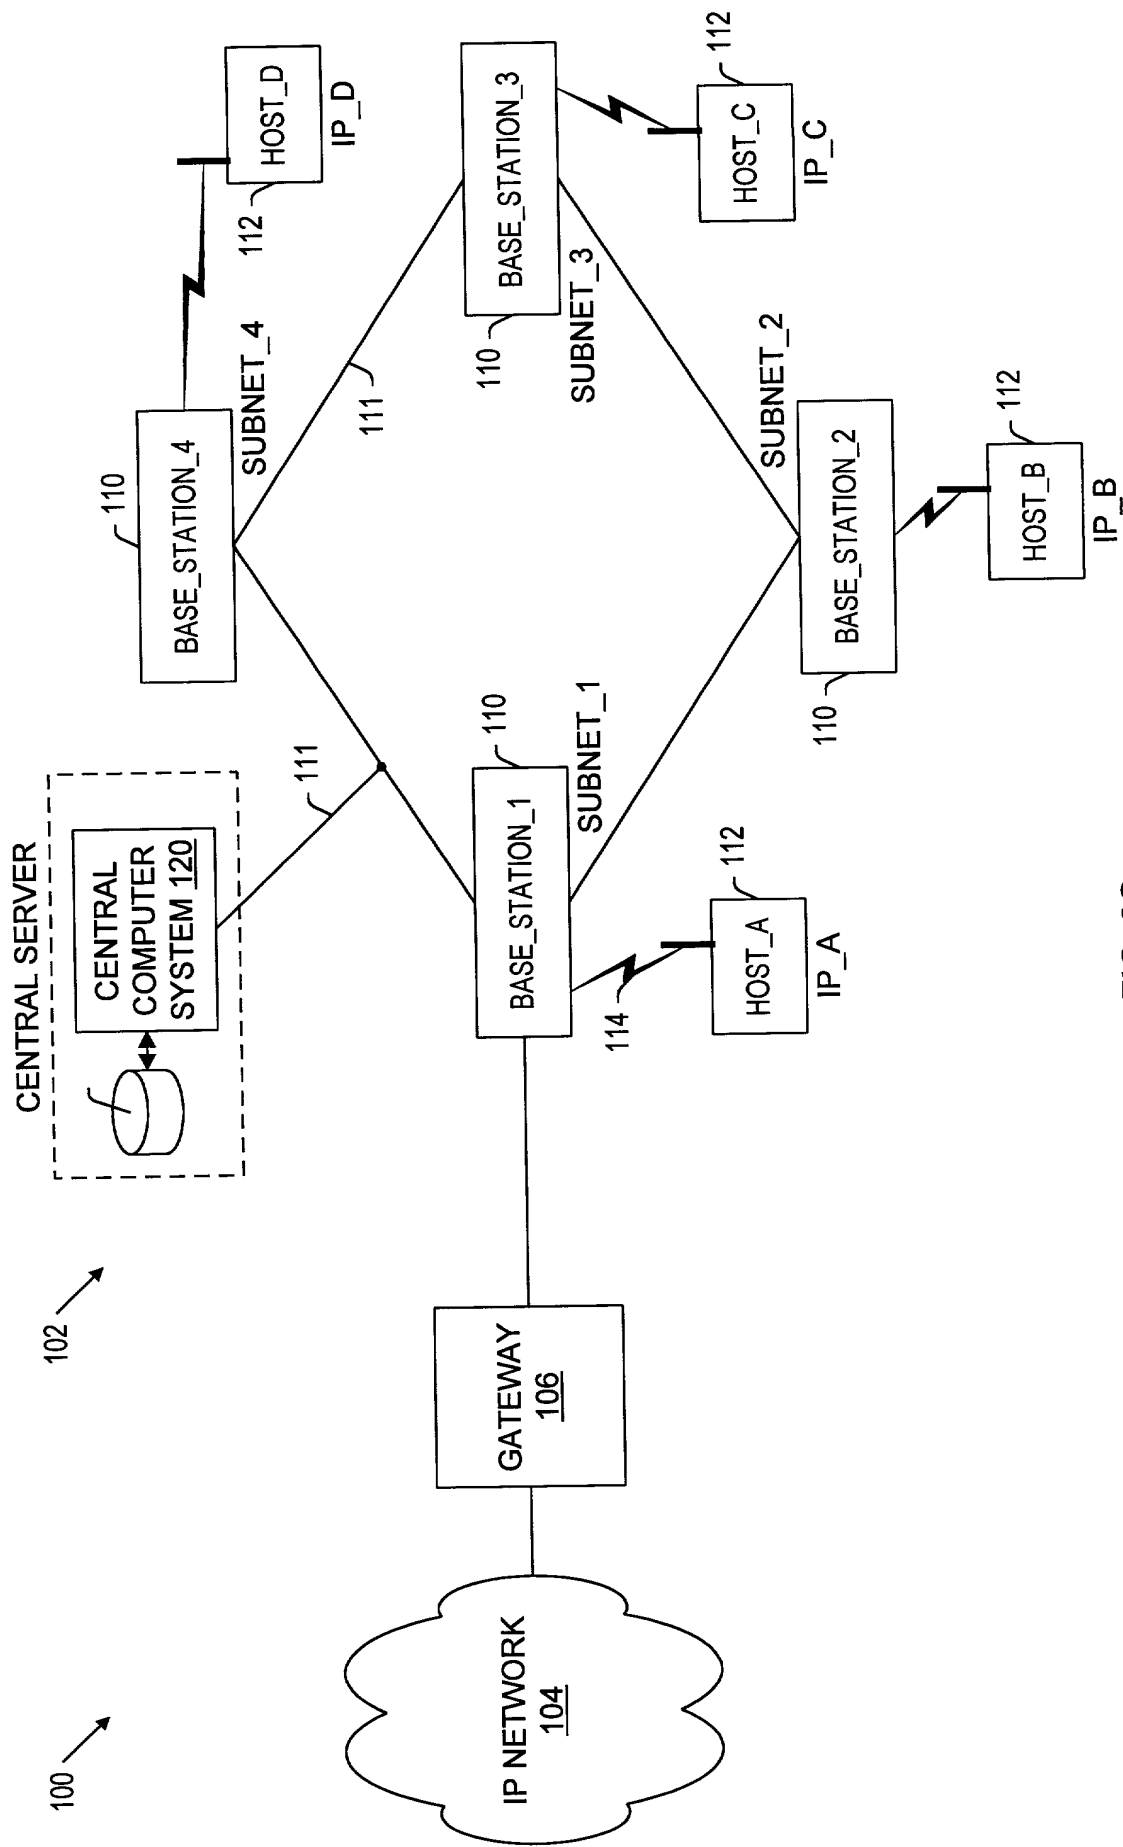 CENTRAL SERVER
100
102
CENTRAL
COMPUTER
SYSTEM 120
111
110
BASE_STATION_4
SUBNET_4
112
HOST_D
IP_D
111
IP NETWORK
104
GATEWAY
106
110
BASE_STATION_1
SUBNET_1
114
112
HOST_A
IP_A
110
BASE_STATION_3
SUBNET_3
112
HOST_C
IP_C
SUBNET_2
110
BASE_STATION_2
112
HOST_B
IP_B